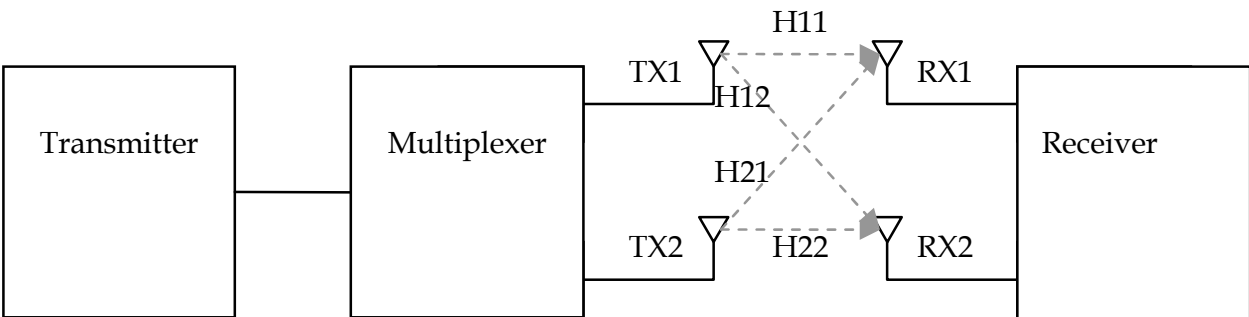 H11
TX1
RX1
H12
Transmitter
Multiplexer
Receiver
H21
TX2
H22
RX2